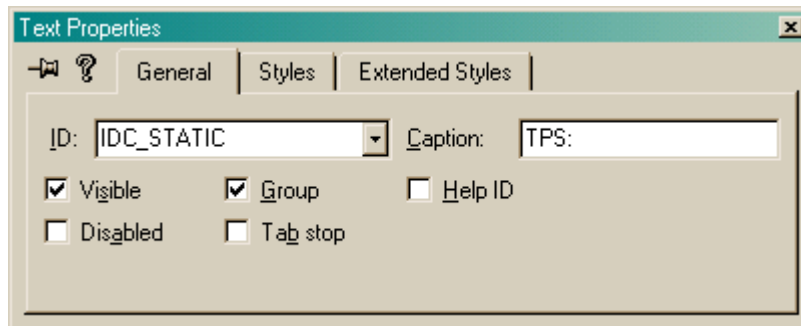 Text Properties
General Styles Extended Styles
ID: IDC_STATIC Caption: TPS:
Visible Group Help ID
Disabled Tab stop